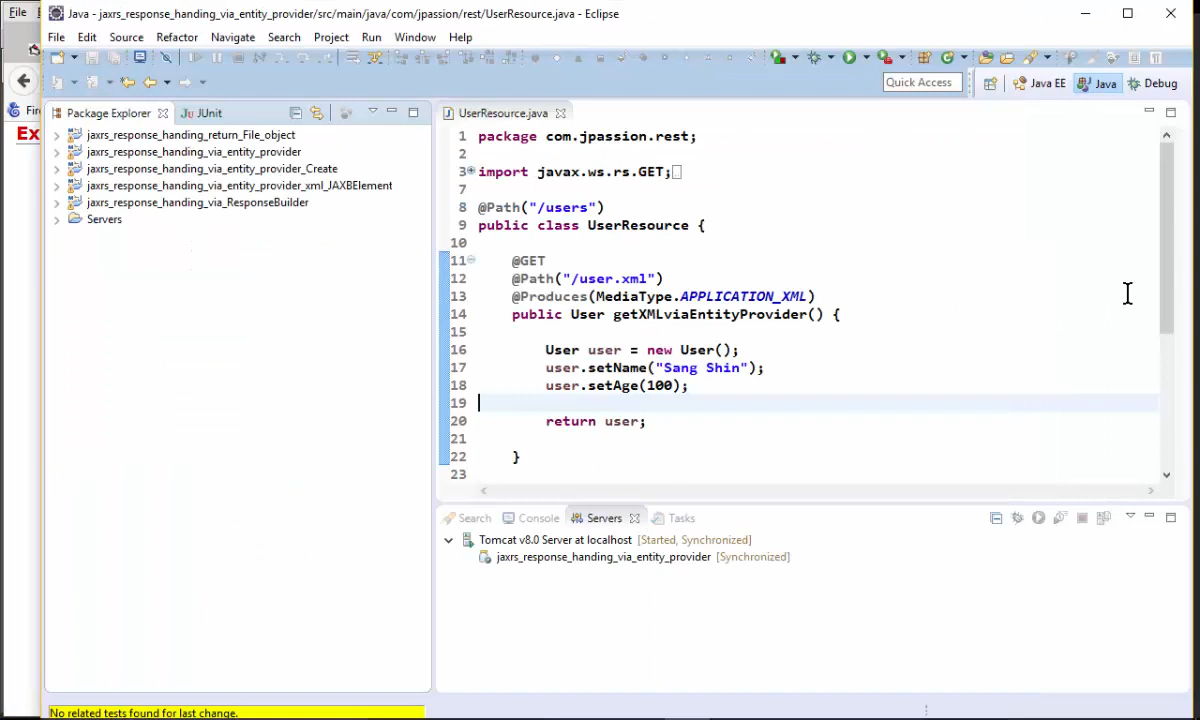 File
Java - jaxrs_response_handing_via_entity_provider/src/main/java/com/jpassion/rest/UserResource.java - Eclipse
File Edit Source Refactor Navigate Search Project Run Window Help
Quick Access
Java EE
Java
Debug
Ex
Package Explorer
JUnit
jaxrs_response_handing_return_File_object
jaxrs_response_handing_via_entity_provider
jaxrs_response_handing_via_entity_provider_Create
jaxrs_response_handing_via_entity_provider_xml_JAXBElement
jaxrs_response_handing_via_ResponseBuilder
Servers
UserResource.java
1 package com.jpassion.rest;
2
3 import javax.ws.rs.GET;
7
8 @Path("/users")
9 public class UserResource {
10
11 @GET
12 @Path("/user.xml")
13 @Produces(MediaType.APPLICATION_XML)
14 public User getXMLviaEntityProvider() {
15
16 User user = new User();
17 user.setName("Sang Shin");
18 user.setAge(100);
19
20 return user;
21
22 }
23
Search Console Servers Tasks
Tomcat v8.0 Server at localhost [Started, Synchronized]
jaxrs_response_handing_via_entity_provider [Synchronized]
No related tests found for last change.